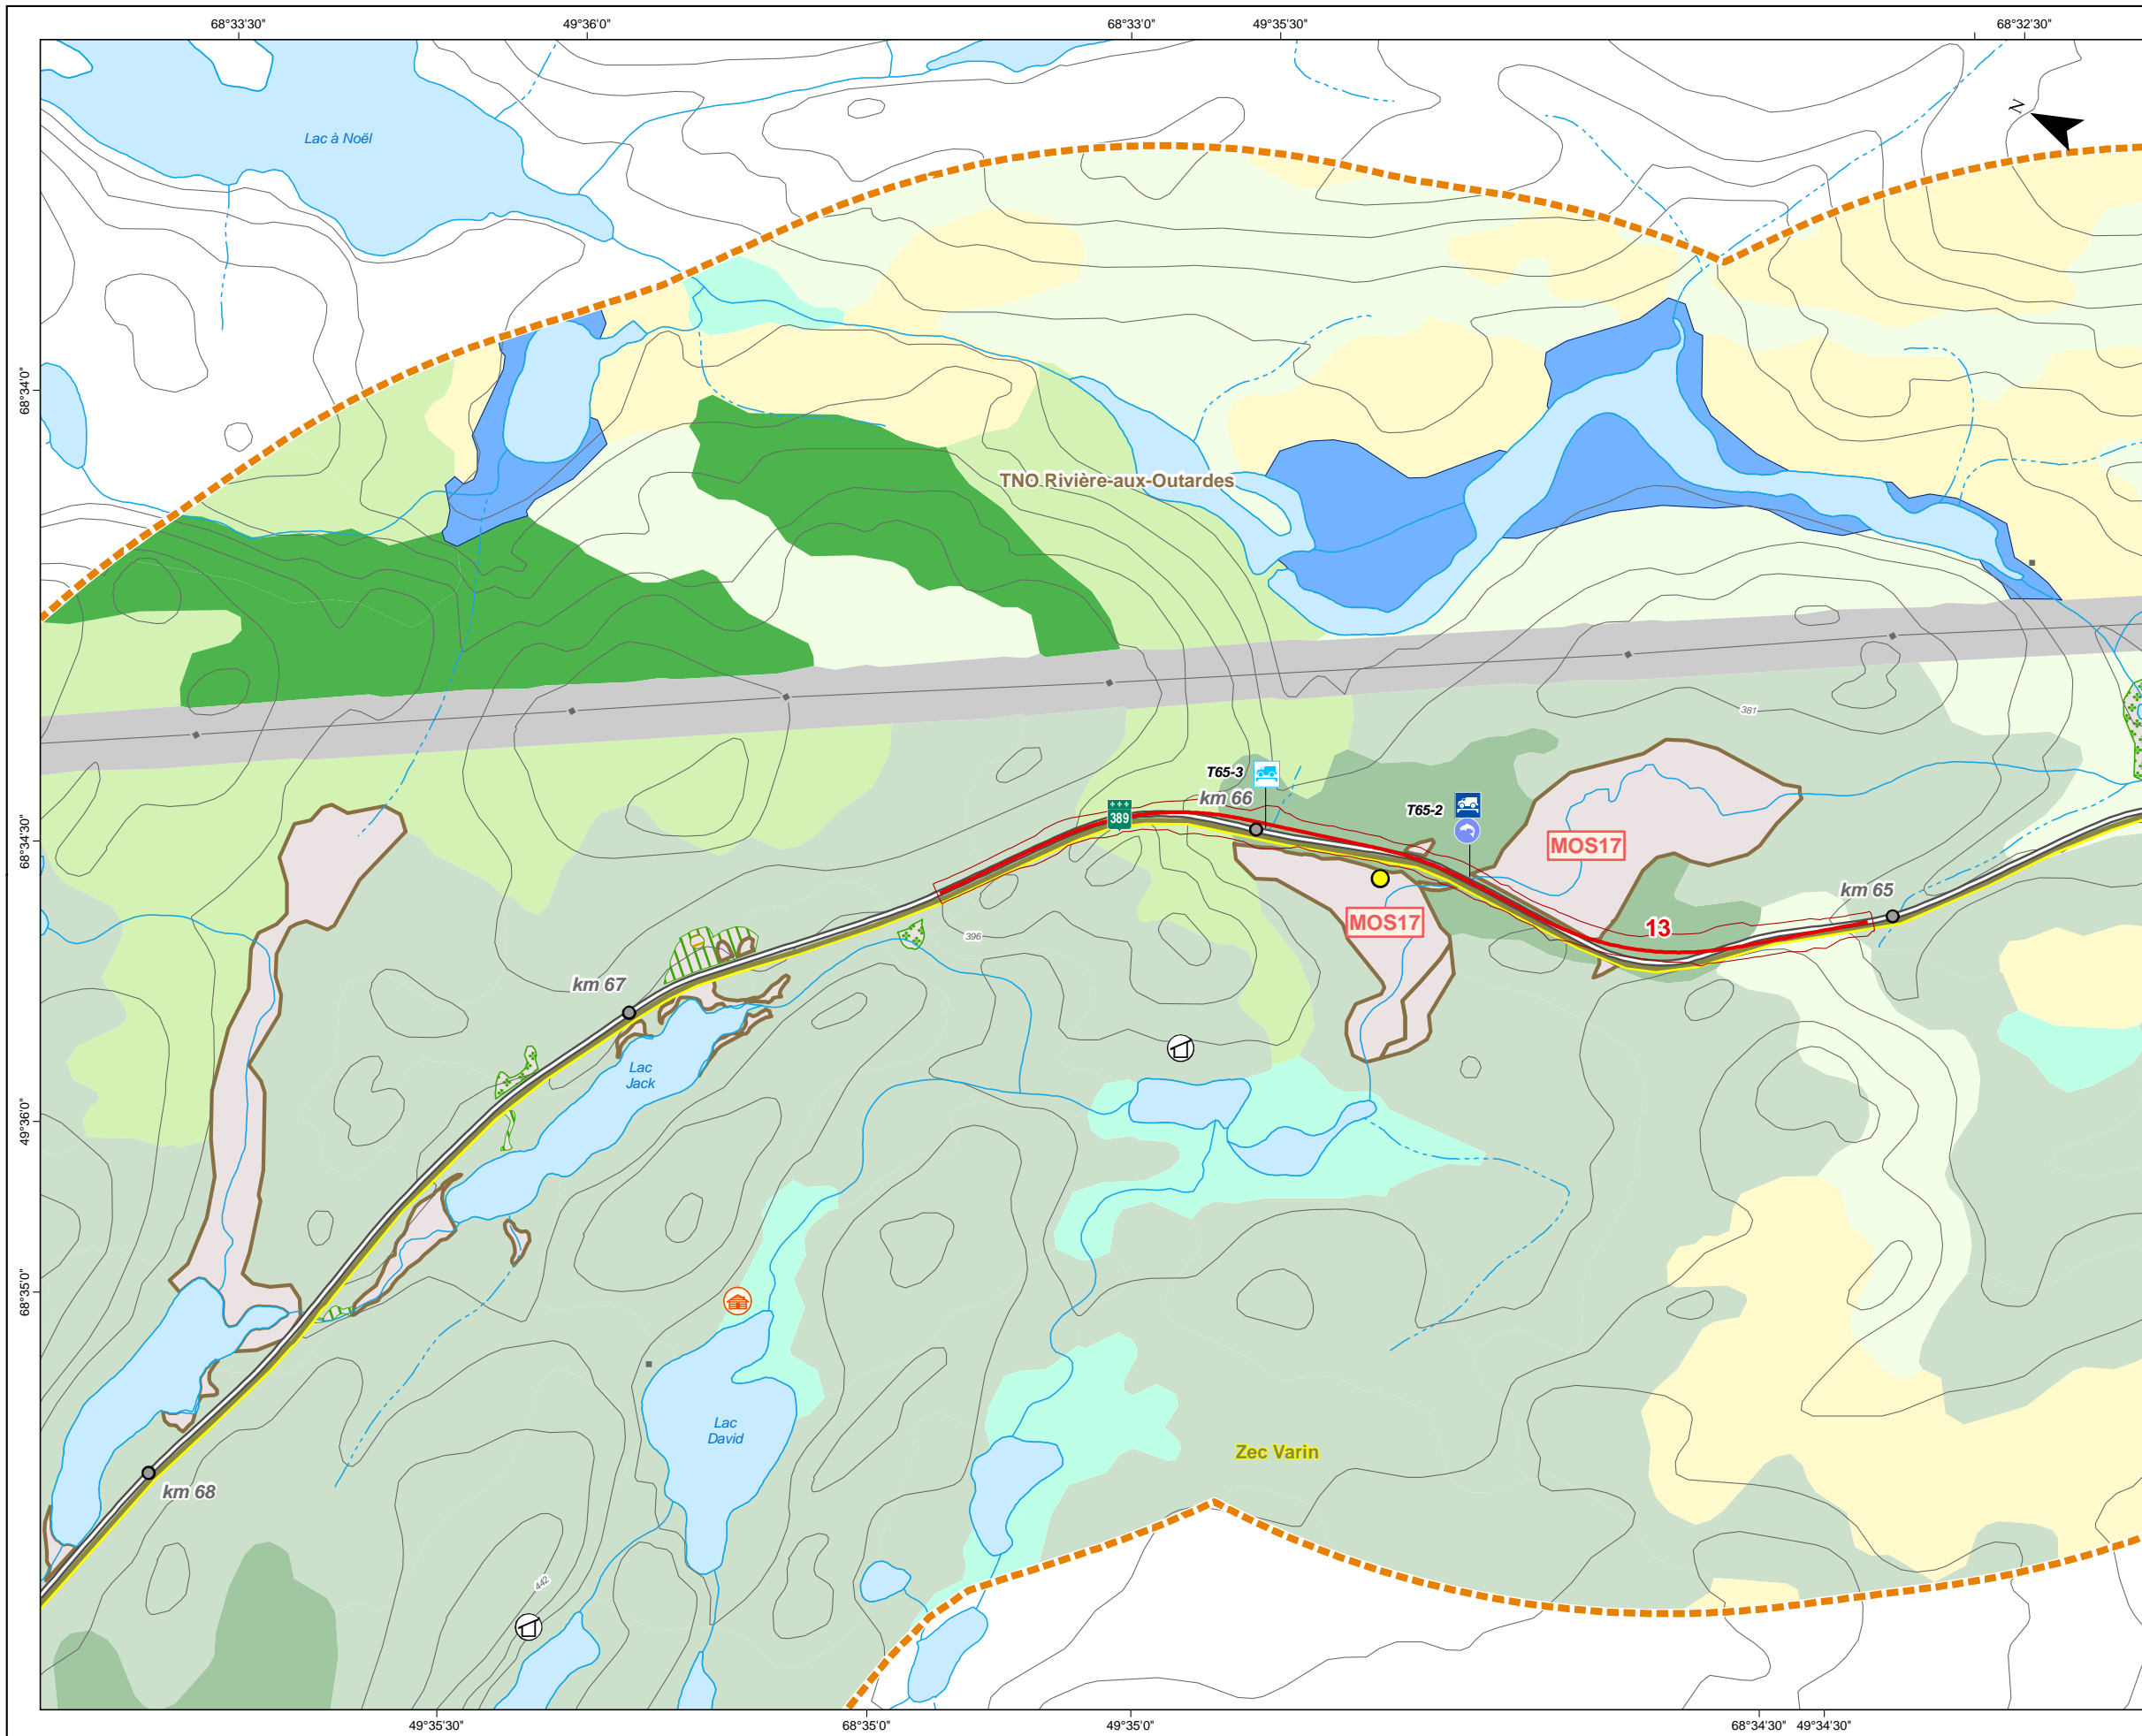 68°33'30"
49°36'0"
68°33'0"
49°35'30"
68°32'30"
N
Lac à Noël
68°34'0"
TNO Rivière-aux-Outardes
381
T65-3
km 66
389
T65-2
MOS17
68°34'30"
km 65
MOS17
13
396
km 67
Lac
Jack
49°36'0"
68°35'0"
Lac
David
Zec Varin
km 68
442
49°35'30"
68°35'0"
49°35'0"
68°34'30"
49°34'30"